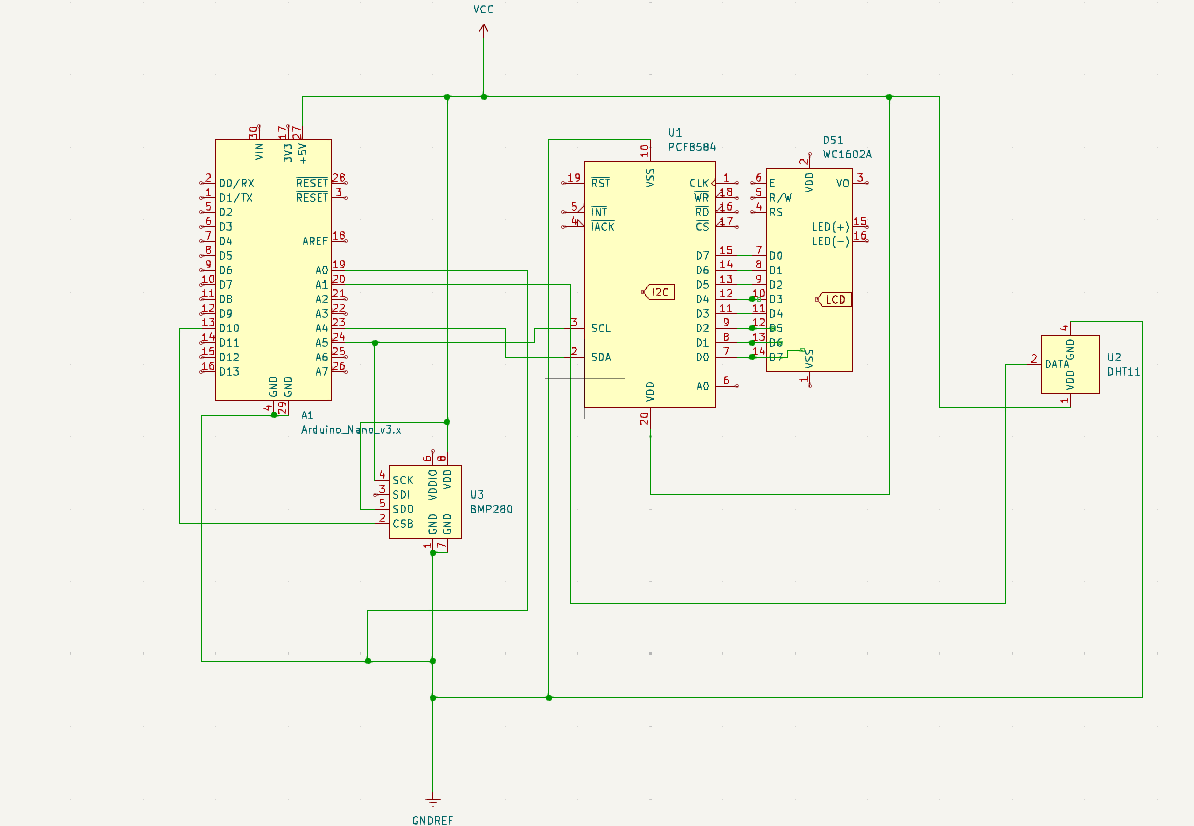 VCC
A1
Arduino_Nano_v3.x
30
VIN
17
3V3
27
+5V
2 D0/RX
1 D1/TX
5 D2
6 D3
7 D4
8 D5
9 D6
10 D7
11 D8
12 D9
13 D10
14 D11
15 D12
16 D13
RESET 28
RESET 3
AREF 18
A0 19
A1 20
A2 21
A3 22
A4 23
A5 24
A6 25
A7 26
GND
4
GND
29
U1
PCF8584
10
VSS
19 RST
5 INT
4 IACK
I2C
3 SCL
2 SDA
CLK 1
WR 18
RD 16
CS 17
D7 15
D6 14
D5 13
D4 12
D3 11
D2 9
D1 8
D0 7
A0 6
VDD
20
DS1
WC1602A
2
VDD
6 E
5 R/W
4 RS
7 D0
8 D1
9 D2
10 D3
11 D4
12 D5
13 D6
14 D7
VO 3
LED(+) 15
LED(-) 16
LCD
VSS
1
U2
DHT11
4
GND
2 DATA
VDD
1
U3
BMP280
6
VDDIO
8
VDD
4 SCK
3 SDI
5 SDO
2 CSB
GND
1
GND
7
GNDREF